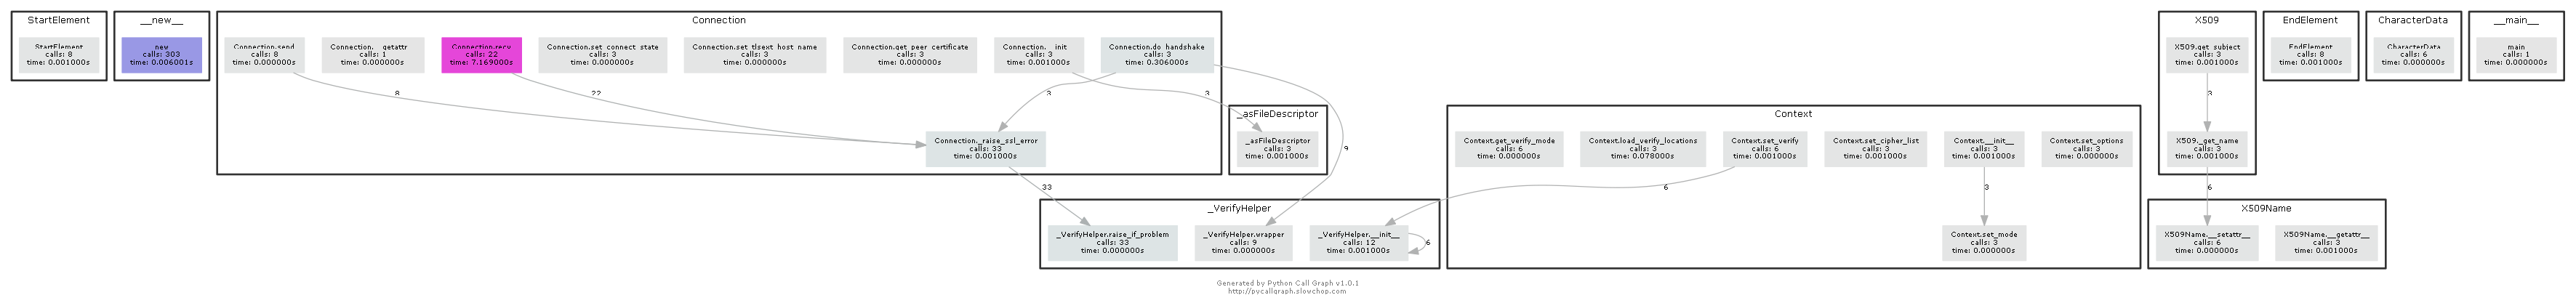 StartElement
StartElement
calls: 8
time: 0.001000s
__new__
new
calls: 303
time: 0.006001s
Connection
Connection.send
calls: 8
time: 0.000000s
Connection.__getattr__
calls: 1
time: 0.000000s
Connection.recv
calls: 22
time: 7.169000s
Connection.set_connect_state
calls: 3
time: 0.000000s
Connection.set_tlsext_host_name
calls: 3
time: 0.000000s
Connection.get_peer_certificate
calls: 3
time: 0.000000s
Connection.__init__
calls: 3
time: 0.001000s
Connection.do_handshake
calls: 3
time: 0.306000s
8
22
3
3
9
Connection._raise_ssl_error
calls: 33
time: 0.001000s
33
_asFileDescriptor
_asFileDescriptor
calls: 3
time: 0.001000s
_VerifyHelper
_VerifyHelper.raise_if_problem
calls: 33
time: 0.000000s
_VerifyHelper.wrapper
calls: 9
time: 0.000000s
_VerifyHelper.__init__
calls: 12
time: 0.001000s
6
Context
Context.get_verify_mode
calls: 6
time: 0.000000s
Context.load_verify_locations
calls: 3
time: 0.078000s
Context.set_verify
calls: 6
time: 0.001000s
Context.set_cipher_list
calls: 3
time: 0.001000s
Context.__init__
calls: 3
time: 0.001000s
Context.set_options
calls: 3
time: 0.000000s
6
3
Context.set_mode
calls: 3
time: 0.000000s
X509
X509.get_subject
calls: 3
time: 0.001000s
3
X509._get_name
calls: 3
time: 0.001000s
6
X509Name
X509Name.__setattr__
calls: 6
time: 0.000000s
X509Name.__getattr__
calls: 3
time: 0.001000s
EndElement
EndElement
calls: 8
time: 0.001000s
CharacterData
CharacterData
calls: 6
time: 0.000000s
__main__
main
calls: 1
time: 0.000000s
Generated by Python Call Graph v1.0.1
http://pycallgraph.slowchop.com